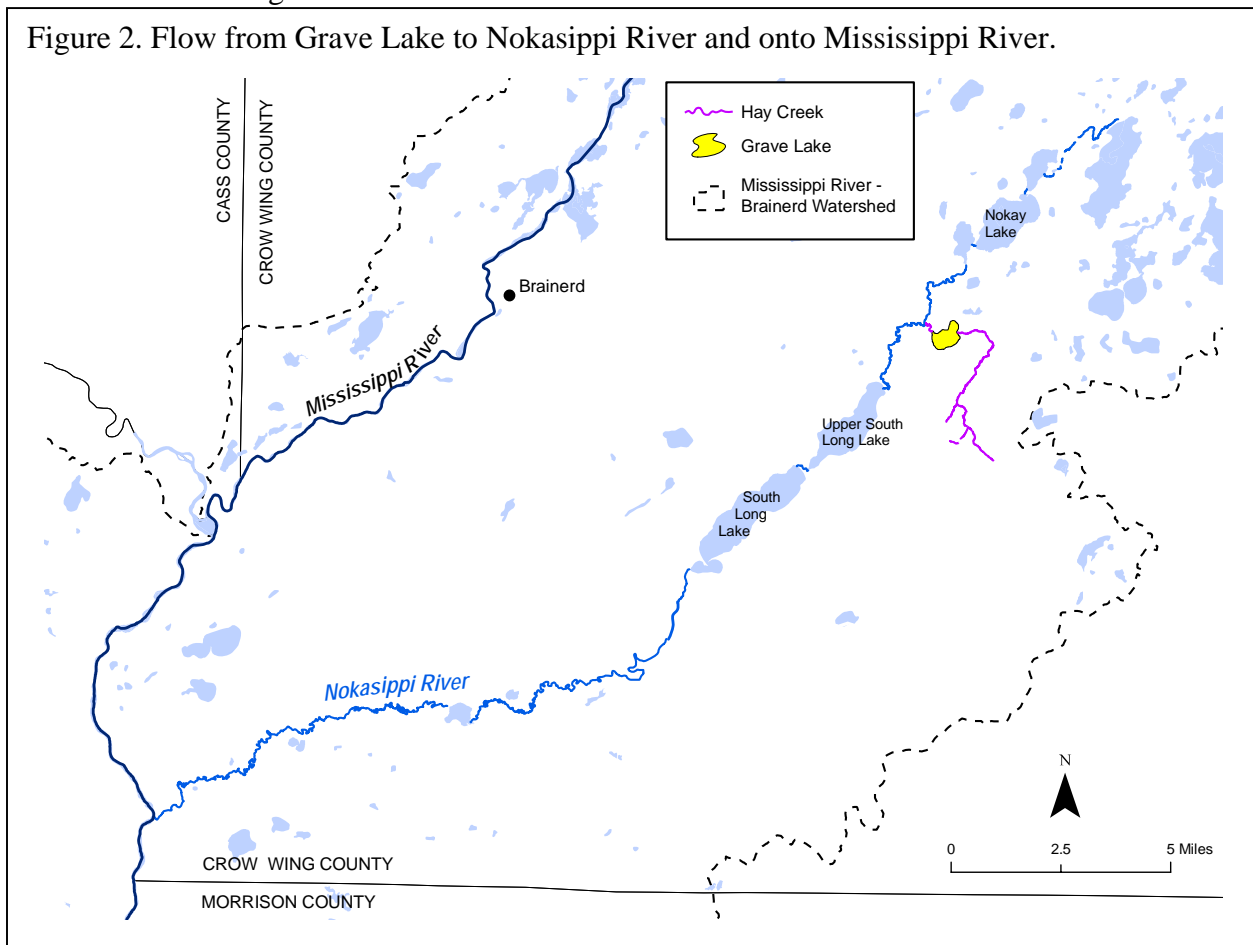 Figure 2. Flow from Grave Lake to Nokasippi River and onto Mississippi River.
CASS COUNTY
CROW WING COUNTY
Hay Creek
Grave Lake
Mississippi River -
Brainerd Watershed
Nokay
Lake
Brainerd
Mississippi River
Upper South
Long Lake
South
Long
Lake
Nokasippi River
N
0 2.5 5 Miles
CROW WING COUNTY
MORRISON COUNTY